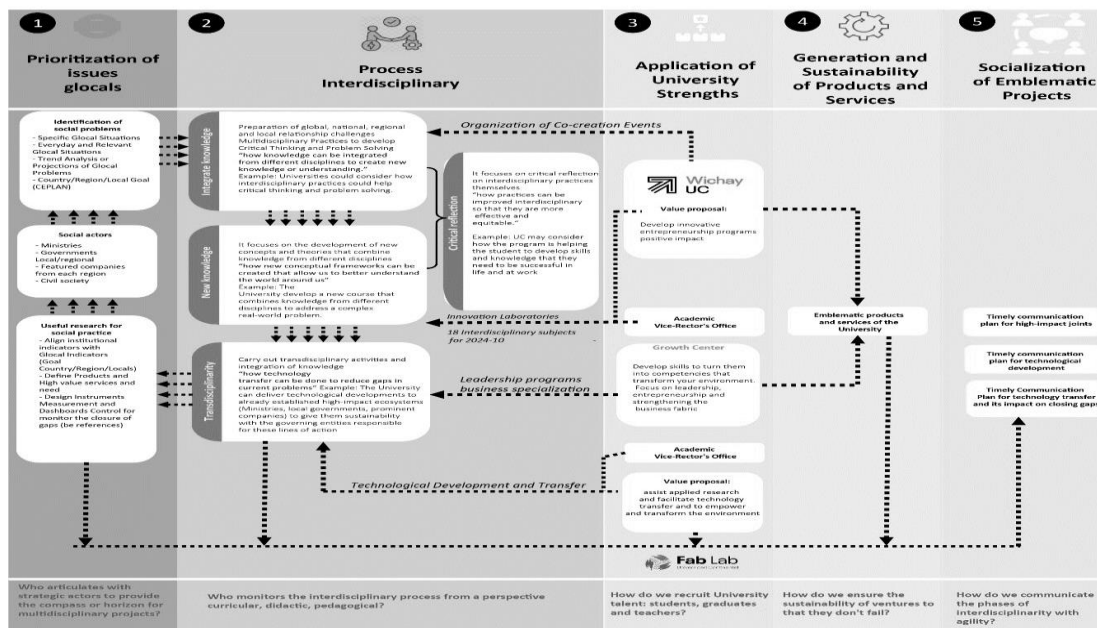 1
Prioritization of
issues
glocals
Identification of
social problems
- Specific Glocal Situations
- Everyday and Relevant
Glocal Situations
- Trend Analysis or
Projections of Glocal
Problems
- Country/Region/Local Goal
(CEPLAN)
Social actors
- Ministries
- Governments
Local/regional
- Featured companies
from each region
- Civil society
Useful research for
social practice
- Align institutional
indicators with
Glocal Indicators
(Goal
Country/Region/Locals)
- Define Products and
High value services and
need
- Design Instruments
Measurement and
Dashboards Control for
monitor the closure of
gaps (be references)
Who articulates with
strategic actors to provide
the compass or horizon for
multidisciplinary projects?
2
Process
Interdisciplinary
Integrate knowledge
Preparation of global, national, regional
and local relationship challenges
Multidisciplinary Practices to develop
Critical Thinking and Problem Solving
"how knowledge can be integrated
from different disciplines to create new
knowledge or understanding."
Example: Universities could consider how
interdisciplinary practices could help
critical thinking and problem solving.
New knowledge
It focuses on the development of new
concepts and theories that combine
knowledge from different disciplines
"how new conceptual frameworks can be
created that allow us to better understand
the world around us"
Example: The
University develop a new course that
combines knowledge from different
disciplines to address a complex
real-world problem.
Critical reflection
It focuses on critical reflection
on interdisciplinary practices
themselves
"how practices can be
improved interdisciplinary
so that they are more
effective and
equitable."
Example: UC may consider
how the program is helping
the student to develop skills
and knowledge that they
need to be successful in
life and at work
Transdisciplinarity
Carry out transdisciplinary activities and
integration of knowledge
"how technology
transfer can be done to reduce gaps in
current problems" Example: The University
can deliver technological developments to
already established high-impact ecosystems
(Ministries, local governments, prominent
companies) to give them sustainability
with the governing entities responsible
for these lines of action
Organization of Co-creation Events
Innovation Laboratories
18 Interdisciplinary subjects
for 2024-10 -
Leadership programs
business specialization
Technological Development and Transfer
Who monitors the interdisciplinary process from a perspective
curricular, didactic, pedagogical?
3
Application of
University
Strengths
Wichay
UC
Value proposal:
Develop innovative
entrepreneurship programs
positive impact
Academic
Vice-Rector's Office
Growth Center
Develop skills to turn them
into competencies that
transform your environment.
Focus on leadership,
entrepreneurship and
strengthening the
business fabric
Academic
Vice-Rector's Office
Value proposal:
assist applied research
and facilitate technology
transfer and to empower
and transform the environment
Fab Lab
How do we recruit University
talent: students, graduates
and teachers?
4
Generation and
Sustainability
of Products and
Services
Emblematic products
and services of the
University
How do we ensure the
sustainability of ventures to
that they don't fail?
5
Socialization
of Emblematic
Projects
Timely communication
plan for high-impact joints
Timely communication
plan for technological
development
Timely Communication
Plan for technology transfer
and its impact on closing gaps
How do we communicate
the phases of
interdisciplinarity with
agility?